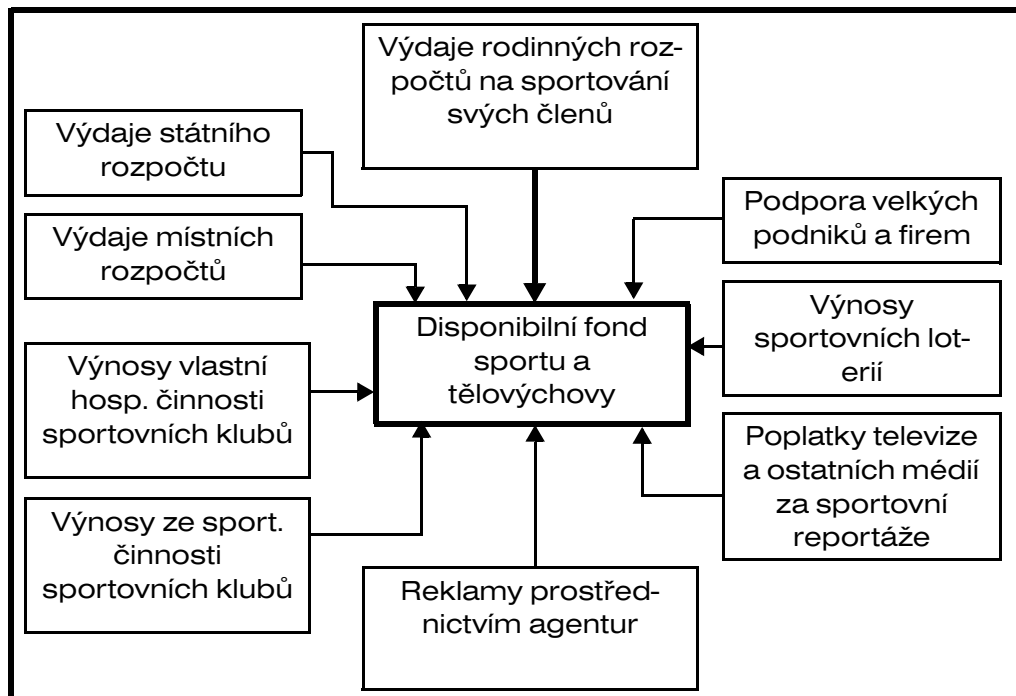 Výdaje rodinných roz-
počtů na sportování
svých členů
Výdaje státního
rozpočtu
Výdaje místních
rozpočtů
Podpora velkých
podniků a firem
Výnosy
sportovních lot-
erií
Disponibilní fond
sportu a
tělovýchovy
Výnosy vlastní
hosp. činnosti
sportovních klubů
Poplatky televize
a ostatních médií
za sportovní
reportáže
Výnosy ze sport.
činnosti
sportovních klubů
Reklamy prostřed-
nictvím agentur